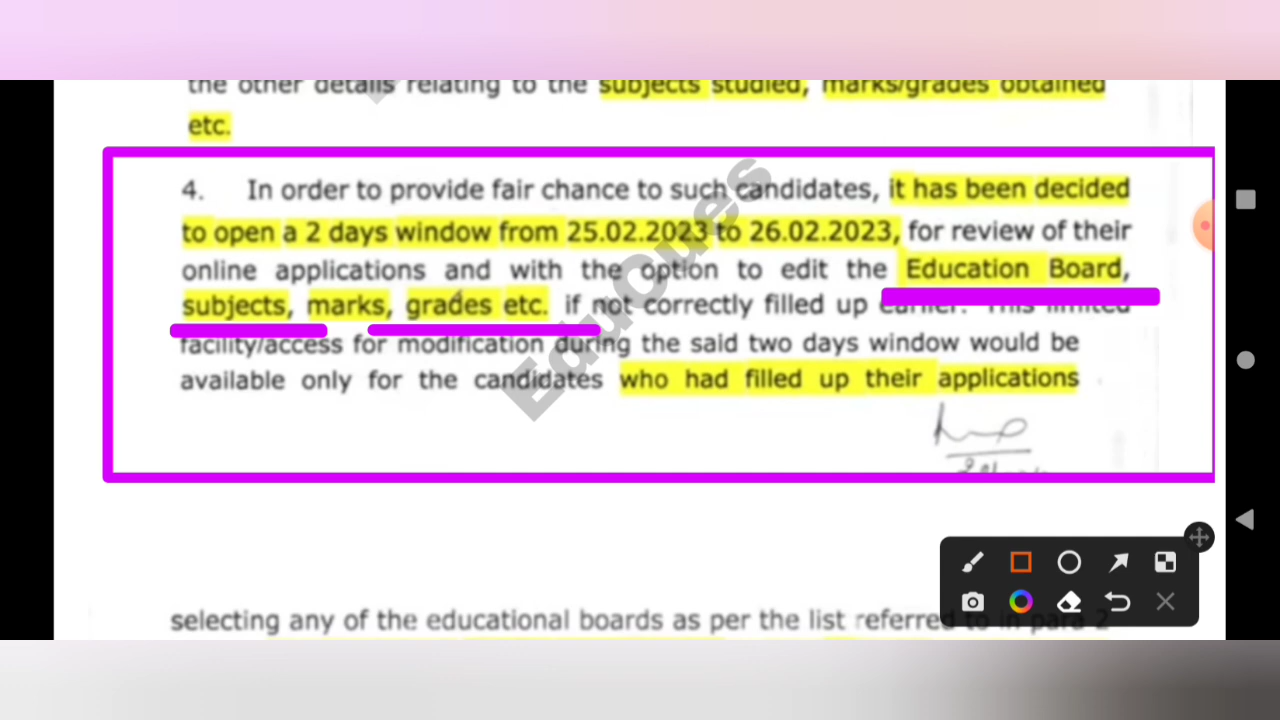 the other details relating to the subjects studied, marks/grades obtained
etc.
4. In order to provide fair chance to such candidates, it has been decided
to open a 2 days window from 25.02.2023 to 26.02.2023, for review of their
online applications and with the option to edit the Education Board,
subjects, marks, grades etc. if not correctly filled up earlier. This limited
facility/access for modification during the said two days window would be
available only for the candidates who had filled up their applications
selecting any of the educational boards as per the list referred to in para 2
EduCues